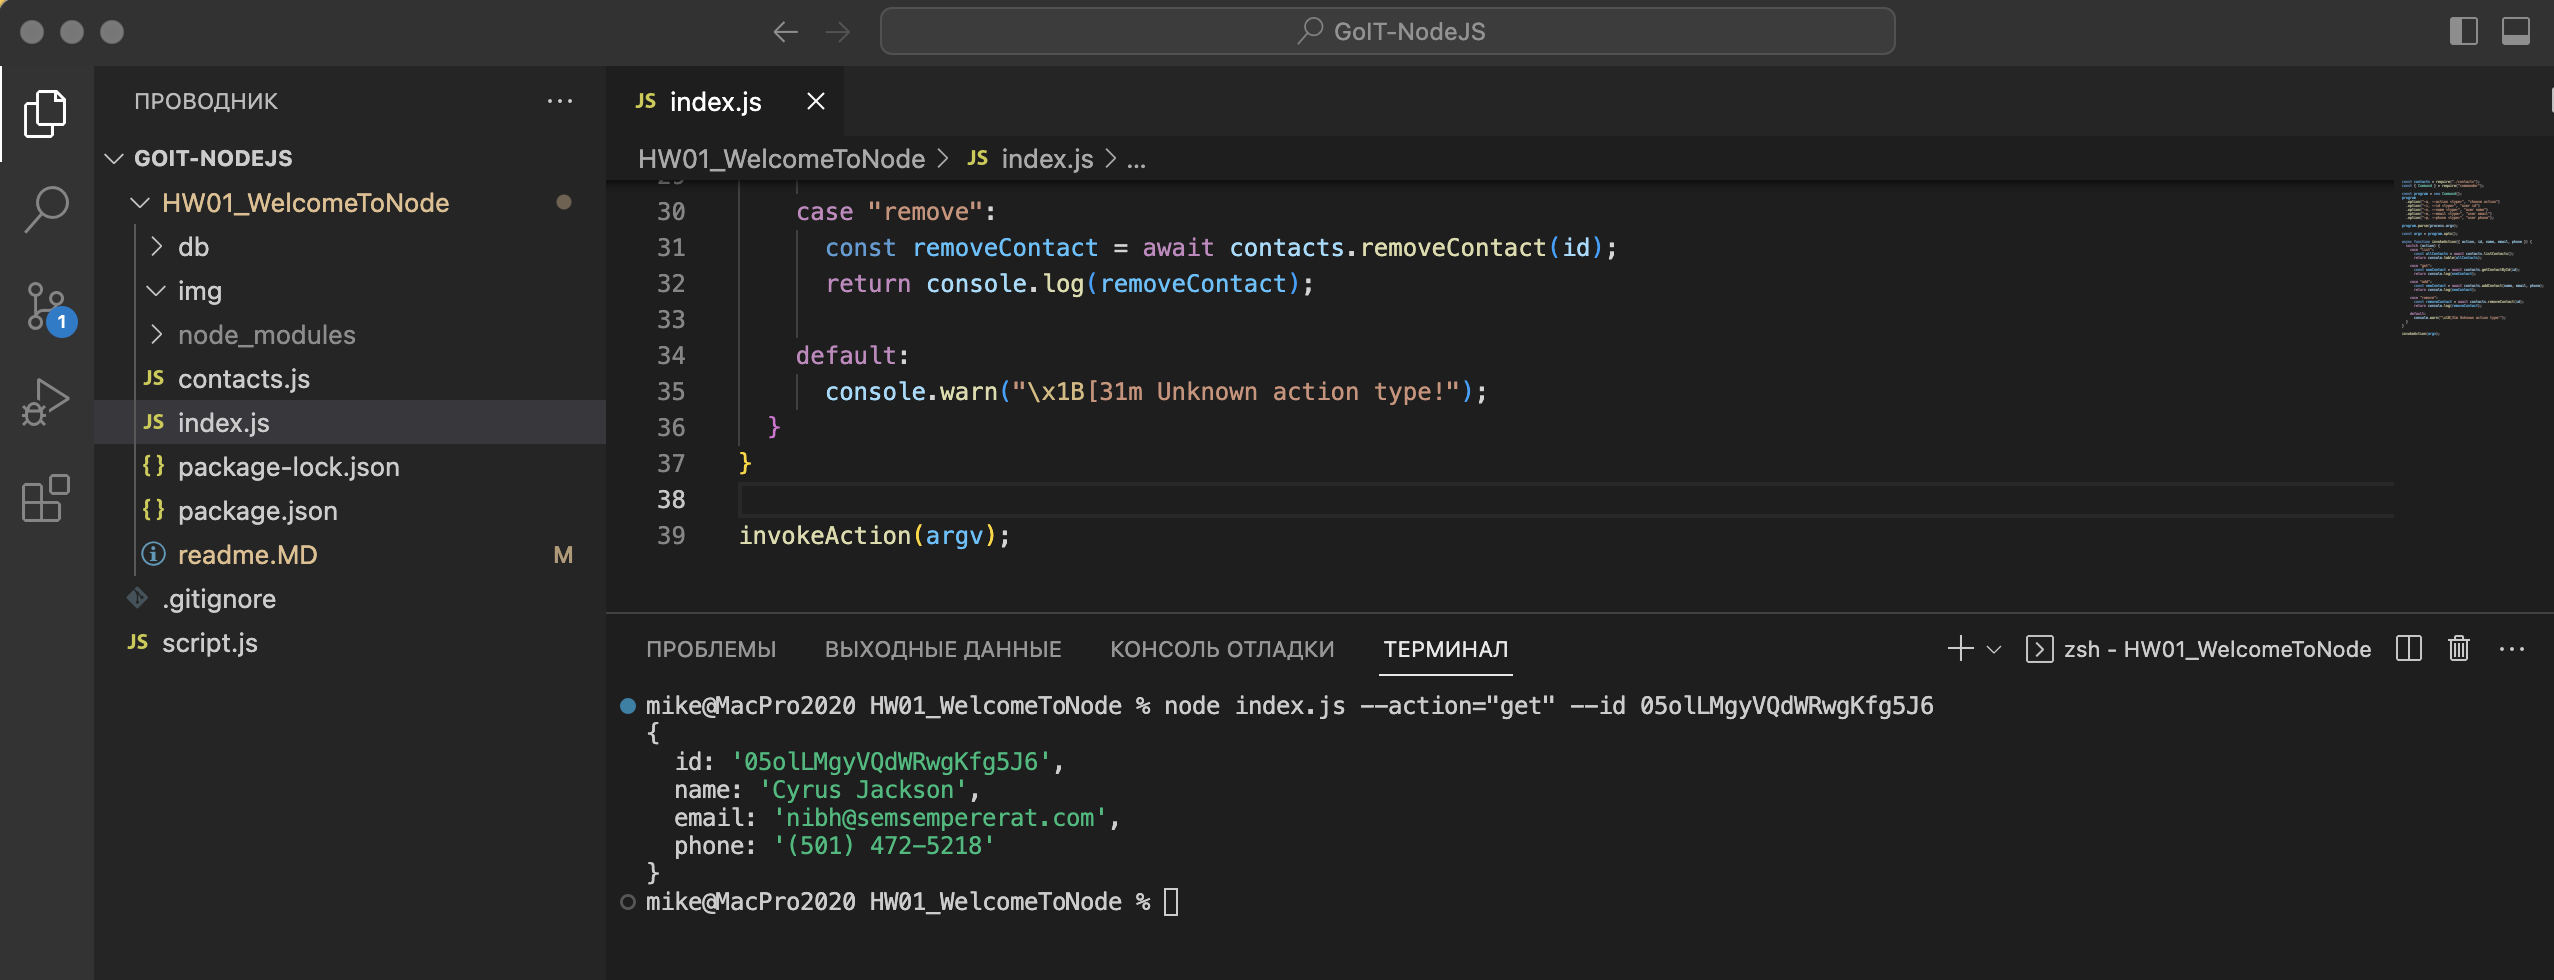 GoIT-NodeJS
ПРОВОДНИК
GOIT-NODEJS
HW01_WelcomeToNode
db
img
node_modules
JS contacts.js
JS index.js
{} package-lock.json
{} package.json
readme.MD M
.gitignore
JS script.js
1
JS index.js
HW01_WelcomeToNode > JS index.js > ...
30 case "remove":
31 const removeContact = await contacts.removeContact(id);
32 return console.log(removeContact);
33
34 default:
35 console.warn("\x1B[31m Unknown action type!");
36 }
37 }
38
39 invokeAction(argv);
ПРОБЛЕМЫ ВЫХОДНЫЕ ДАННЫЕ КОНСОЛЬ ОТЛАДКИ ТЕРМИНАЛ
zsh - HW01_WelcomeToNode
mike@MacPro2020 HW01_WelcomeToNode % node index.js --action="get" --id 05olLMgyVQdWRwgKfg5J6
{
id: '05olLMgyVQdWRwgKfg5J6',
name: 'Cyrus Jackson',
email: 'nibh@semsempererat.com',
phone: '(501) 472-5218'
}
mike@MacPro2020 HW01_WelcomeToNode %